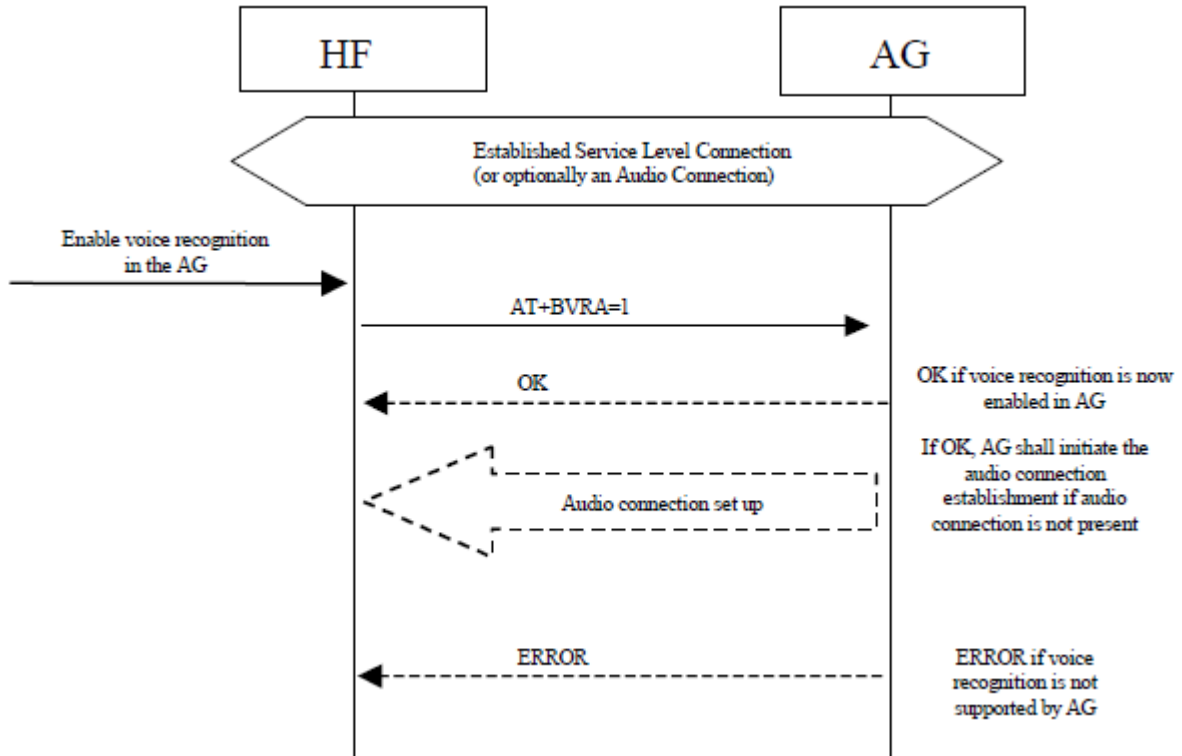 HF
AG
Established Service Level Connection
(or optionally an Audio Connection)
Enable voice recognition
in the AG
AT+BVRA=1
OK
OK if voice recognition is now
enabled in AG
If OK, AG shall initiate the
audio connection
establishment if audio
connection is not present
Audio connection set up
ERROR
ERROR if voice
recognition is not
supported by AG